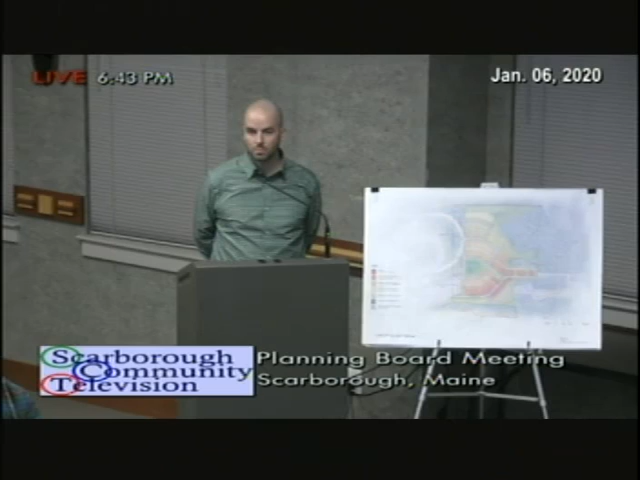 LIVE 6:43 PM
Jan. 06, 2020
Scarborough
Community
Television
Planning Board Meeting
Scarborough, Maine